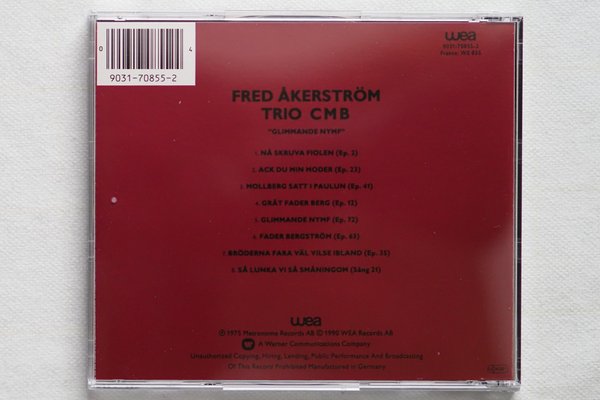 0 4
9031-70855-2
wea
9031-70855-2
France: WE 835
FRED ÅKERSTRÖM
TRIO CMB
"GLIMMANDE NYMF"
1. NÅ SKRUVA FIOLEN (Ep. 2)
2. ACK DU MIN MODER (Ep. 23)
3. MOLLBERG SATT I PAULUN (Ep. 41)
4. GRÅT FADER BERG (Ep. 12)
5. GLIMMANDE NYMF (Ep. 72)
6. FADER BERGSTRÖM (Ep. 63)
7. BRÖDERNA FARA VÄL VILSE IBLAND (Ep. 35)
8. SÅ LUNKA VI SÅ SMÅNINGOM (Sång 21)
wea
℗ 1975 Metronome Records AB © 1990 WEA Records AB
A Warner Communications Company
Unauthorized Copying, Hiring, Lending, Public Performance And Broadcasting
Of This Record Prohibited Manufactured in Germany